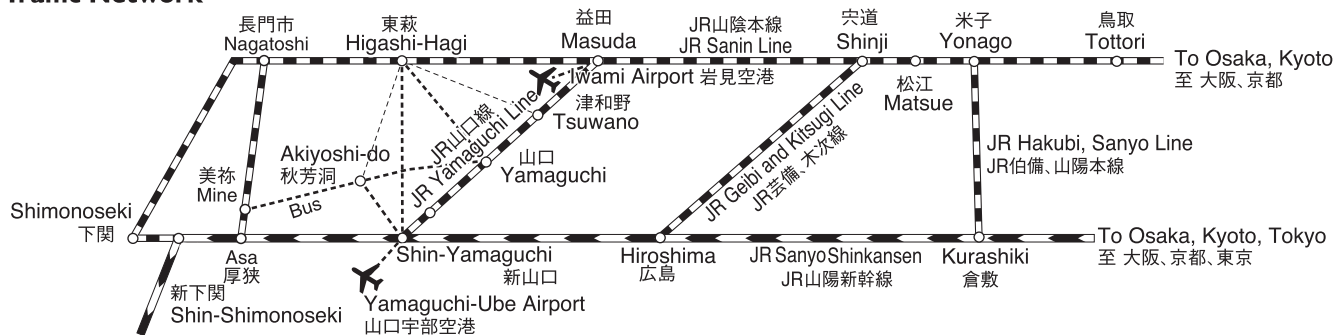 Traffic Network
長門市
Nagatoshi
東萩
Higashi-Hagi
益田
Masuda
JR山陰本線
JR Sanin Line
宍道
Shinji
米子
Yonago
鳥取
Tottori
To Osaka, Kyoto
至 大阪、京都
Iwami Airport 岩見空港
松江
Matsue
津和野
Tsuwano
JR山口線
JR Yamaguchi Line
山口
Yamaguchi
Akiyoshi-do
秋芳洞
美祢
Mine
Bus
JR Geibi and Kitsugi Line
JR芸備、木次線
JR Hakubi, Sanyo Line
JR伯備、山陽本線
Shimonoseki
下関
Asa
厚狭
Shin-Yamaguchi
新山口
Hiroshima
広島
JR Sanyo Shinkansen
JR山陽新幹線
Kurashiki
倉敷
To Osaka, Kyoto, Tokyo
至 大阪、京都、東京
新下関
Shin-Shimonoseki
Yamaguchi-Ube Airport
山口宇部空港